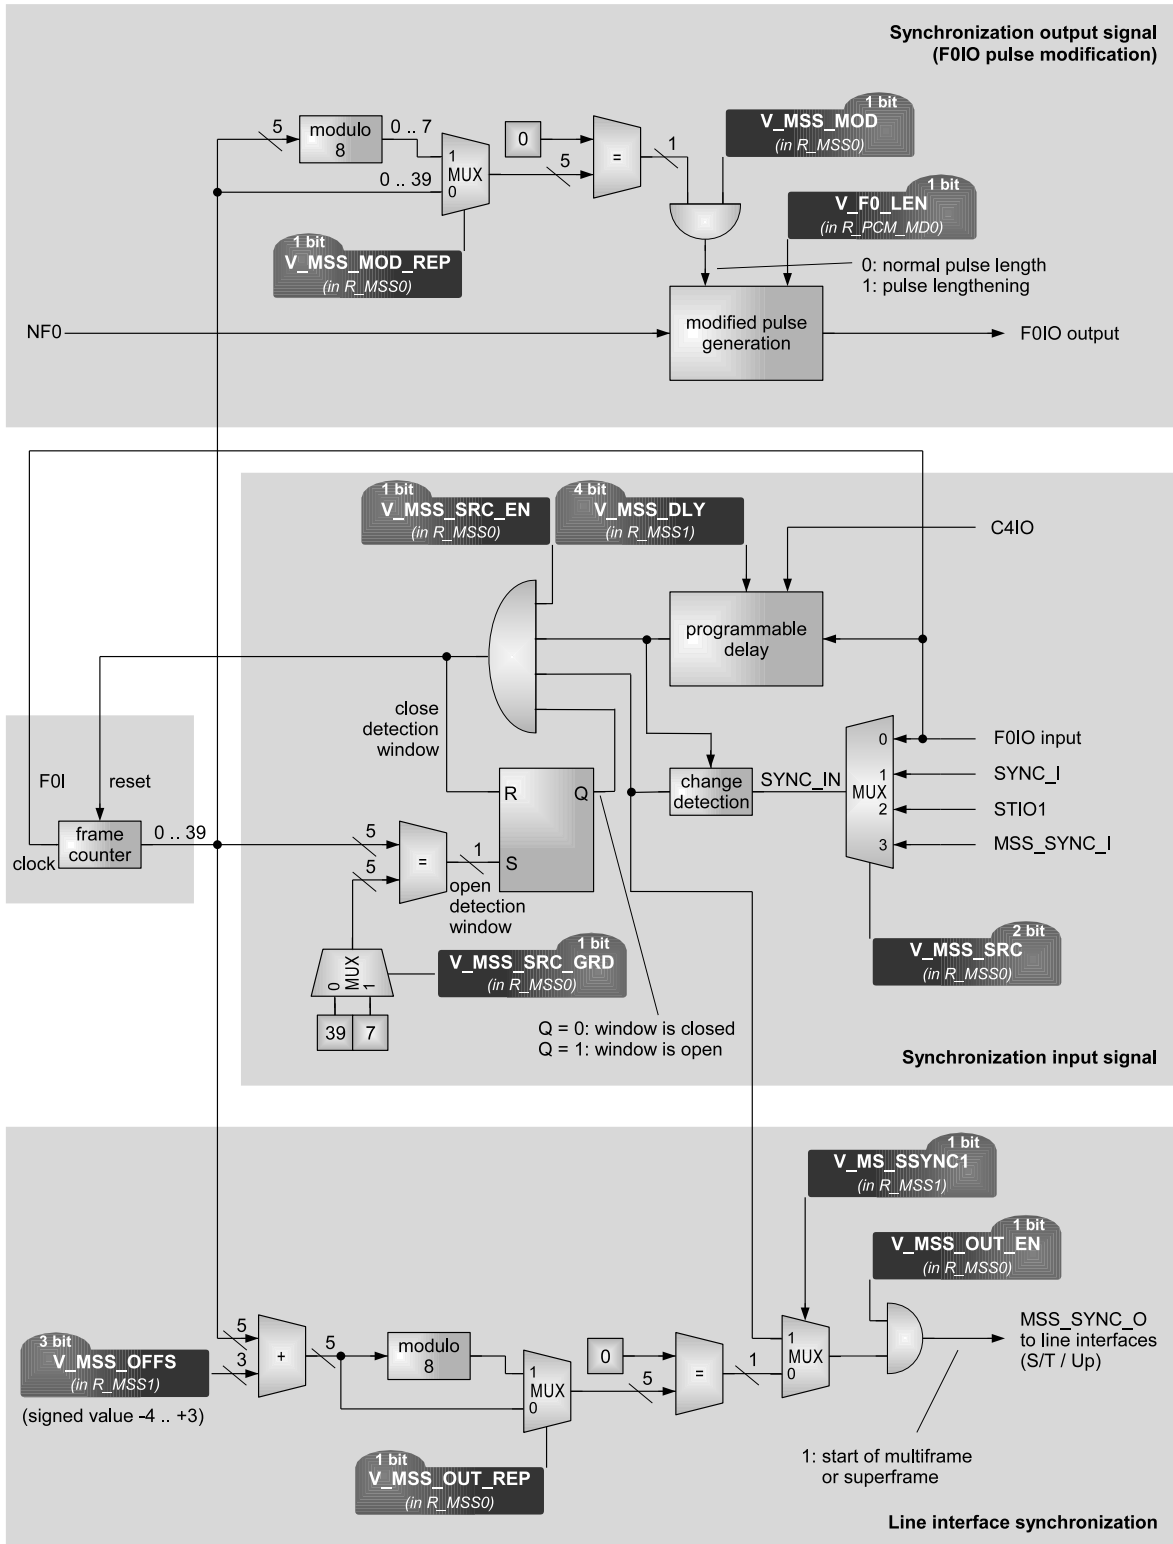 Synchronization output signal
(F0IO pulse modification)
1 bit
V_MSS_MOD
(in R_MSS0)
5
modulo
8
0 .. 7
0 .. 39
1
MUX
0
0
5
=
1
1 bit
V_F0_LEN
(in R_PCM_MD0)
1 bit
V_MSS_MOD_REP
(in R_MSS0)
0: normal pulse length
1: pulse lengthening
NF0
modified pulse
generation
F0IO output
1 bit
V_MSS_SRC_EN
(in R_MSS0)
4 bit
V_MSS_DLY
(in R_MSS1)
C4IO
programmable
delay
close
detection
window
F0I
reset
clock
frame
counter
0 .. 39
5
5
=
1
open
detection
window
R
Q
S
change
detection
SYNC_IN
0
1
MUX
2
3
F0IO input
SYNC_I
STIO1
MSS_SYNC_I
2 bit
V_MSS_SRC
(in R_MSS0)
0
MUX
1
39
7
1 bit
V_MSS_SRC_GRD
(in R_MSS0)
Q = 0: window is closed
Q = 1: window is open
Synchronization input signal
1 bit
V_MS_SSYNC1
(in R_MSS1)
1 bit
V_MSS_OUT_EN
(in R_MSS0)
3 bit
V_MSS_OFFS
(in R_MSS1)
(signed value -4 .. +3)
5
3
+
5
modulo
8
1
MUX
0
0
5
=
1
1
MUX
0
MSS_SYNC_O
to line interfaces
(S/T / Up)
1 bit
V_MSS_OUT_REP
(in R_MSS0)
1: start of multiframe
or superframe
Line interface synchronization